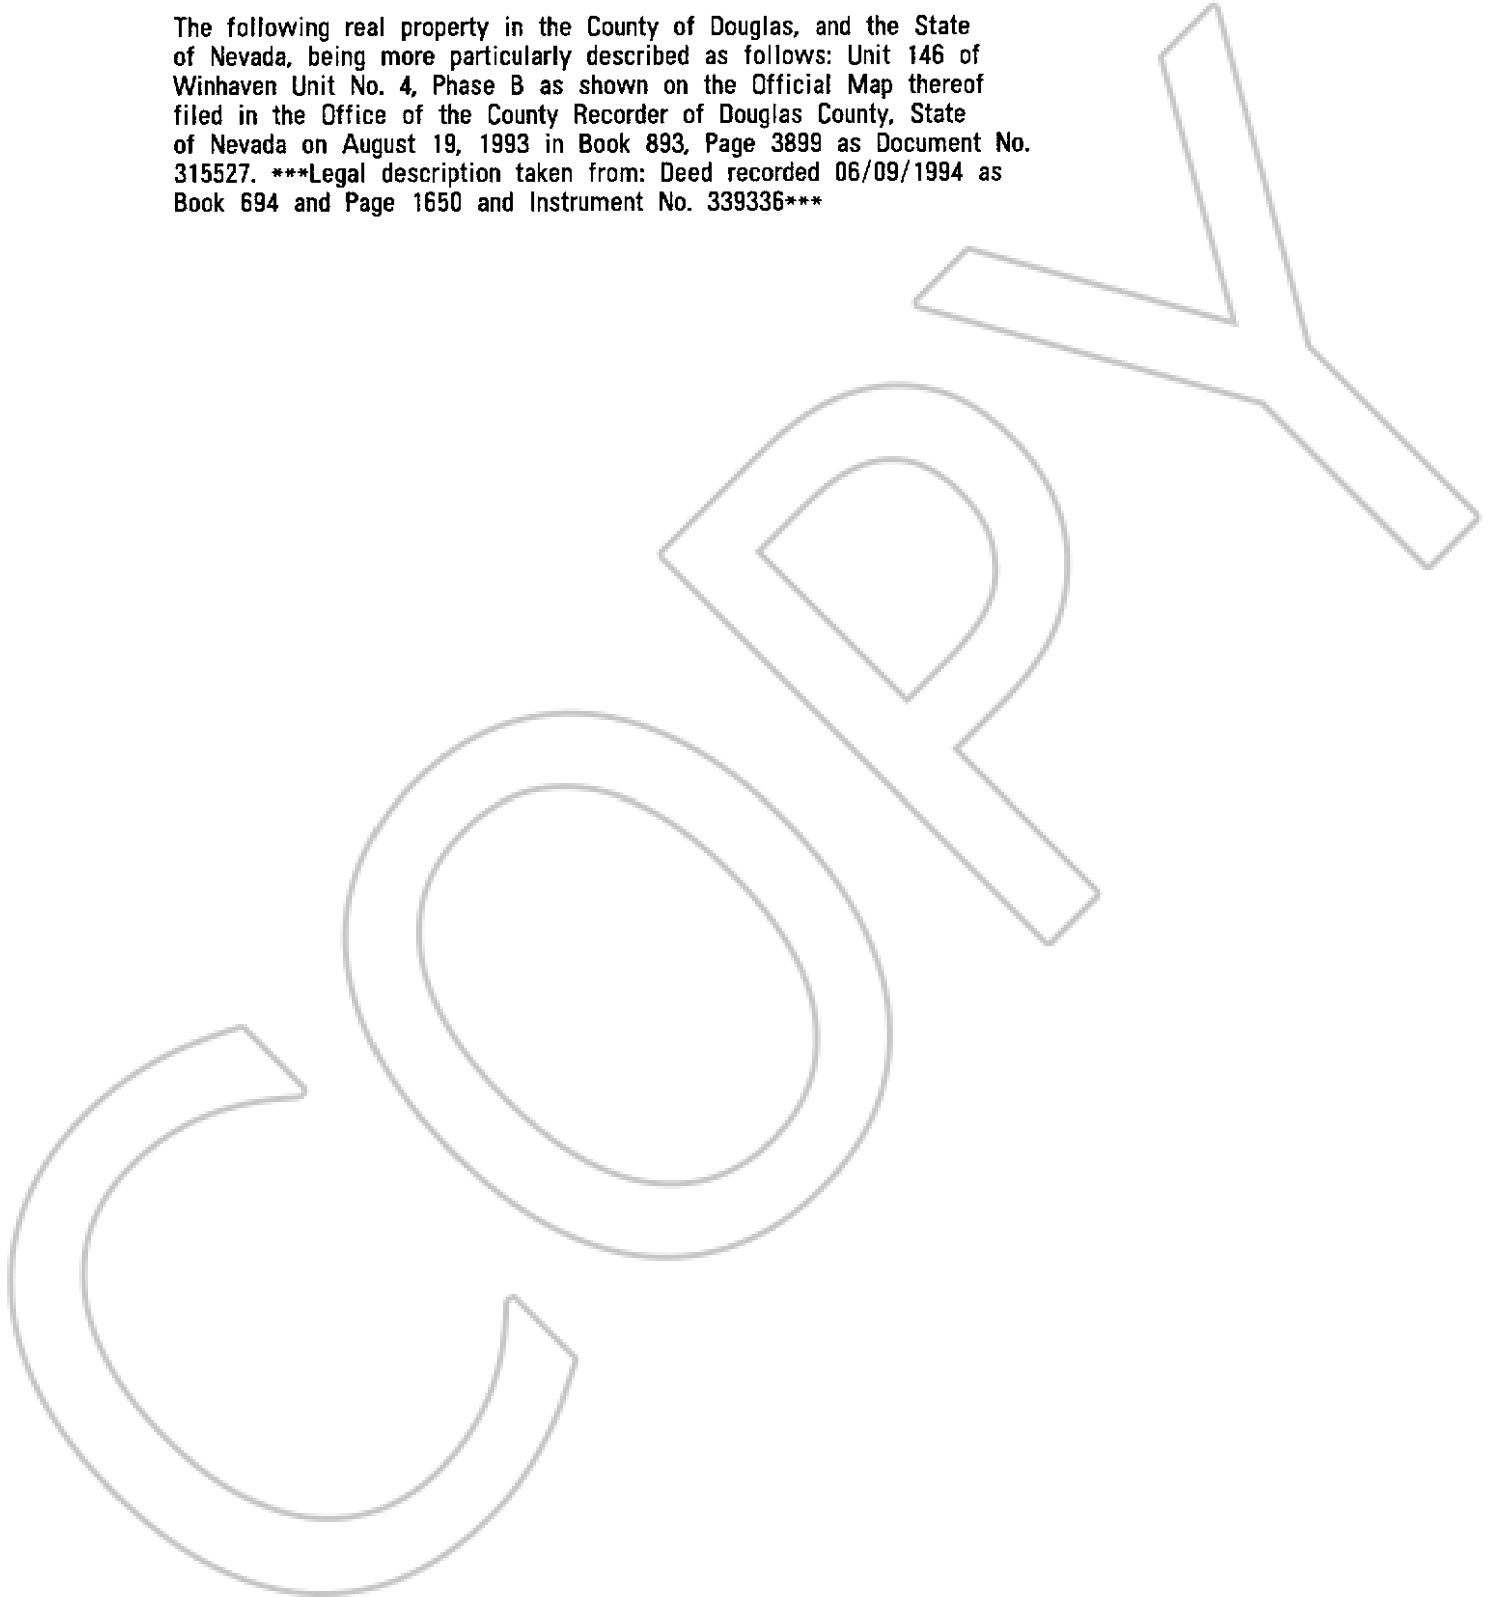 The following real property in the County of Douglas, and the State
of Nevada, being more particularly described as follows: Unit 146 of
Winhaven Unit No. 4, Phase B as shown on the Official Map thereof
filed in the Office of the County Recorder of Douglas County, State
of Nevada on August 19, 1993 in Book 893, Page 3899 as Document No.
315527. ***Legal description taken from: Deed recorded 06/09/1994 as
Book 694 and Page 1650 and Instrument No. 339336***
COPY